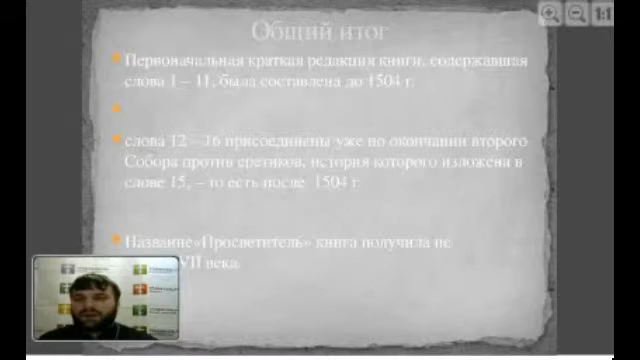 Общий итог
1:1
Первоначальная краткая редакция книги, содержавшая
слова 1 – 11, была составлена до 1504 г.
слова 12 – 16 присоединены уже по окончании второго
Собора против еретиков, история которого изложена в
слове 15, – то есть после 1504 г.
Название«Просветитель» книга получила не
VII века.